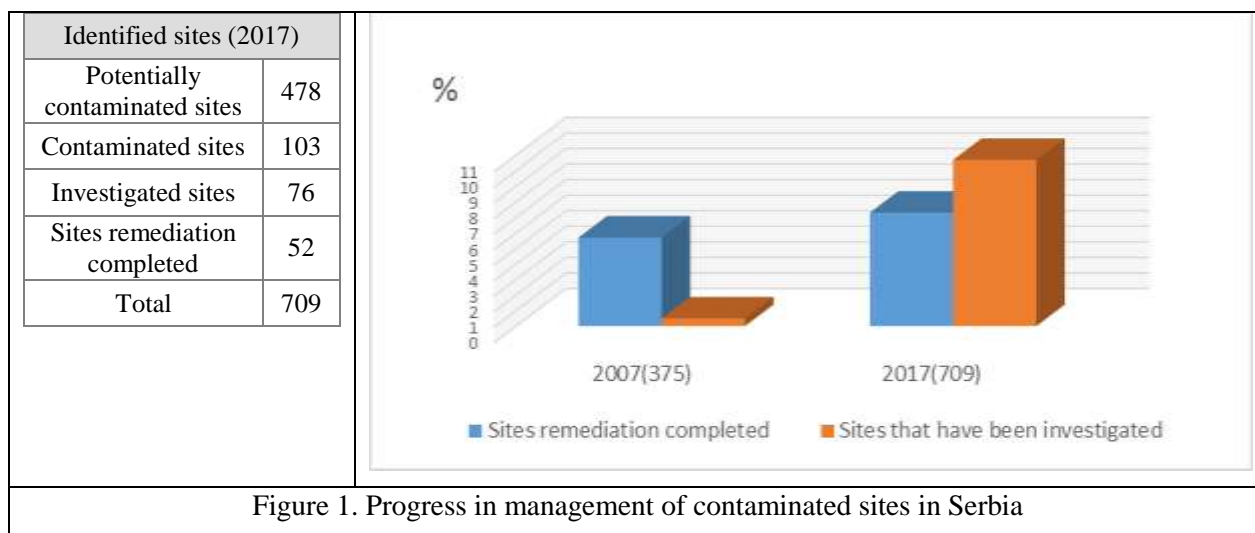 Identified sites (2017)
Potentially
contaminated sites
478
Contaminated sites
103
Investigated sites
76
Sites remediation
completed
52
Total
709
%
11
10
9
8
7
6
5
4
3
2
1
0
2007(375)
2017(709)
Sites remediation completed
Sites that have been investigated
Figure 1. Progress in management of contaminated sites in Serbia